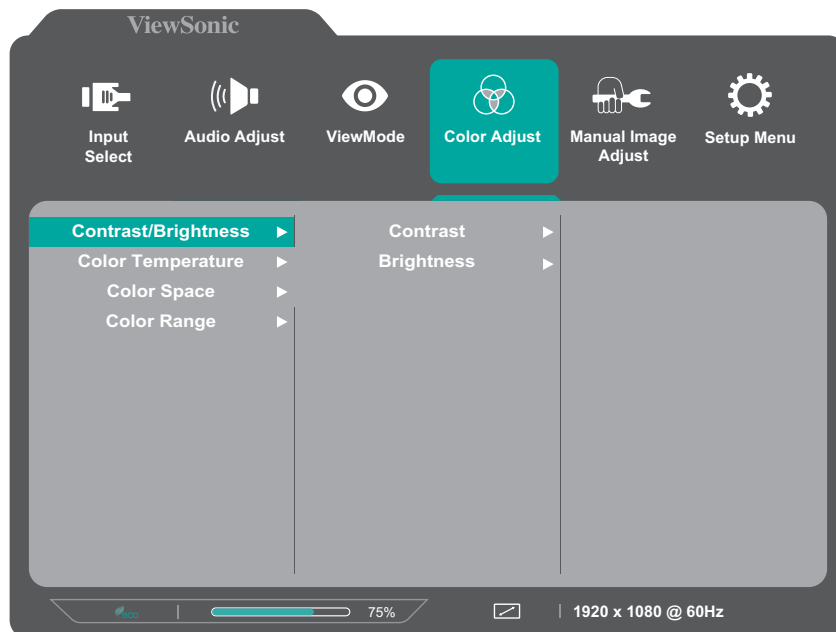 ViewSonic
Input
Select
Audio Adjust
ViewMode
Color Adjust
Manual Image
Adjust
Setup Menu
Contrast/Brightness
Color Temperature
Color Space
Color Range
Contrast
Brightness
eco
75%
1920 x 1080 @ 60Hz